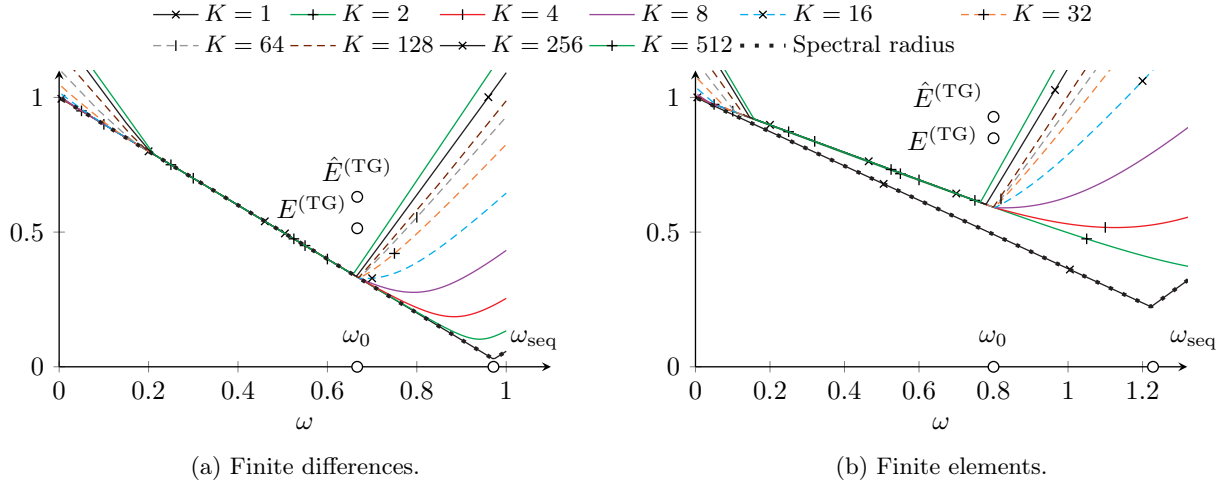 K = 1 K = 2 K = 4 K = 8 K = 16 K = 32
K = 64 K = 128 K = 256 K = 512 Spectral radius
1
0.5
0
Ê(TG)
E(TG)
ω0
ωseq
0 0.2 0.4 0.6 0.8 1
ω
(a) Finite differences.
1
0.5
0
Ê(TG)
E(TG)
ω0
ωseq
0 0.2 0.4 0.6 0.8 1 1.2
ω
(b) Finite elements.